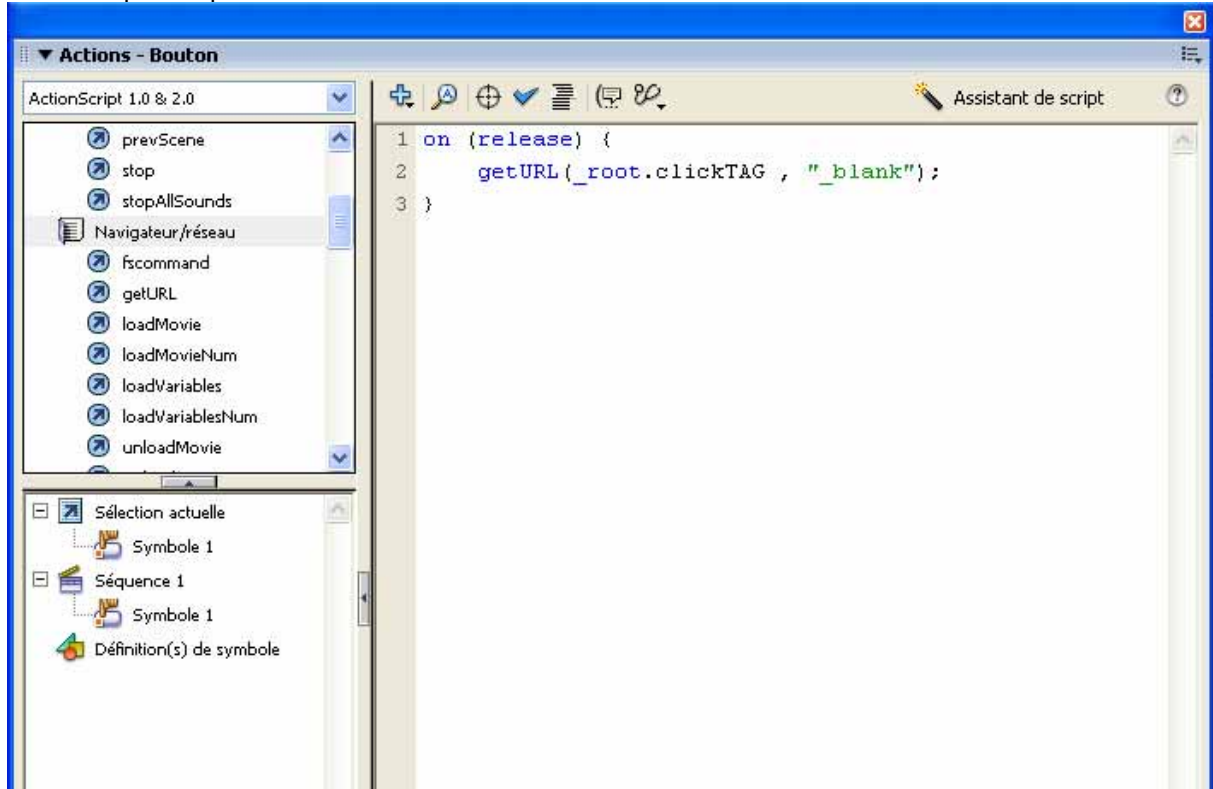 Actions - Bouton
ActionScript 1.0 & 2.0
Assistant de script
prevScene
stop
stopAllSounds
Navigateur/réseau
fscommand
getURL
loadMovie
loadMovieNum
loadVariables
loadVariablesNum
unloadMovie
1 on (release) {
2 getURL(_root.clickTAG , "_blank");
3 }
Sélection actuelle
Symbole 1
Séquence 1
Symbole 1
Définition(s) de symbole